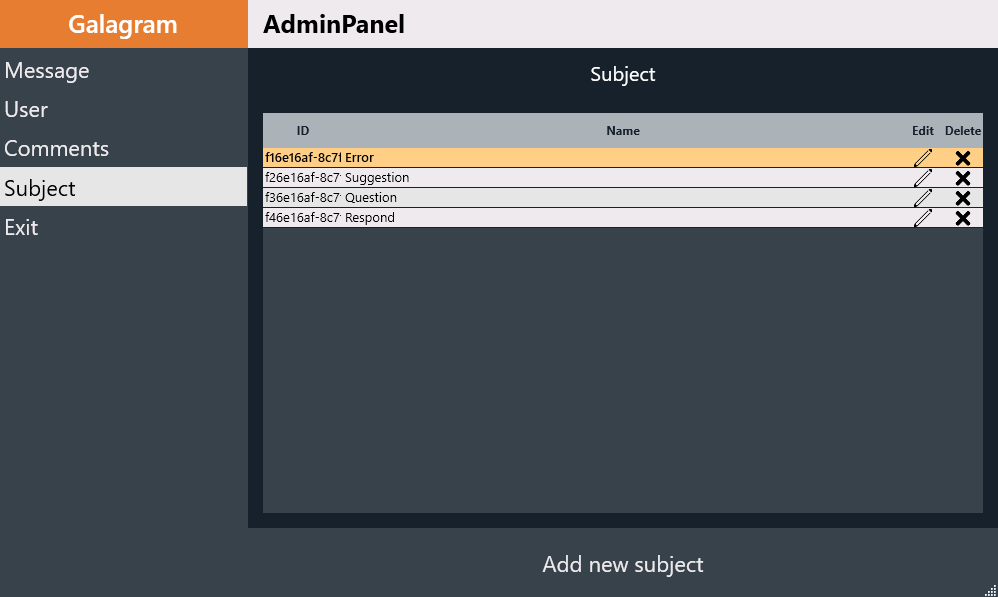 Galagram
AdminPanel
Message
User
Comments
Subject
Exit
Subject
ID Name Edit Delete
f16e16af-8c7 Error
f26e16af-8c7 Suggestion
f36e16af-8c7 Question
f46e16af-8c7 Respond
Add new subject